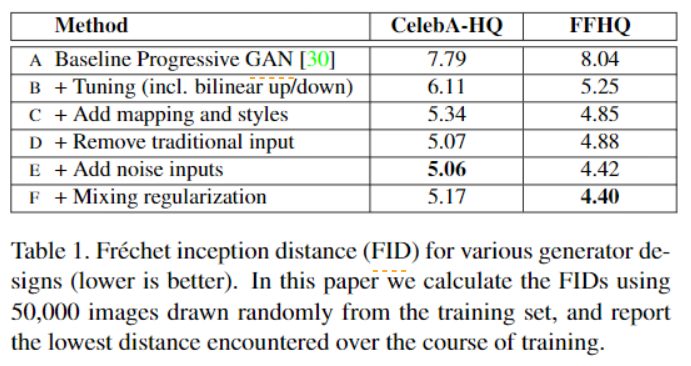 Method CelebA-HQ FFHQ
A Baseline Progressive GAN [30] 7.79 8.04
B + Tuning (incl. bilinear up/down) 6.11 5.25
C + Add mapping and styles 5.34 4.85
D + Remove traditional input 5.07 4.88
E + Add noise inputs 5.06 4.42
F + Mixing regularization 5.17 4.40
Table 1. Fréchet inception distance (FID) for various generator de-
signs (lower is better). In this paper we calculate the FIDs using
50,000 images drawn randomly from the training set, and report
the lowest distance encountered over the course of training.